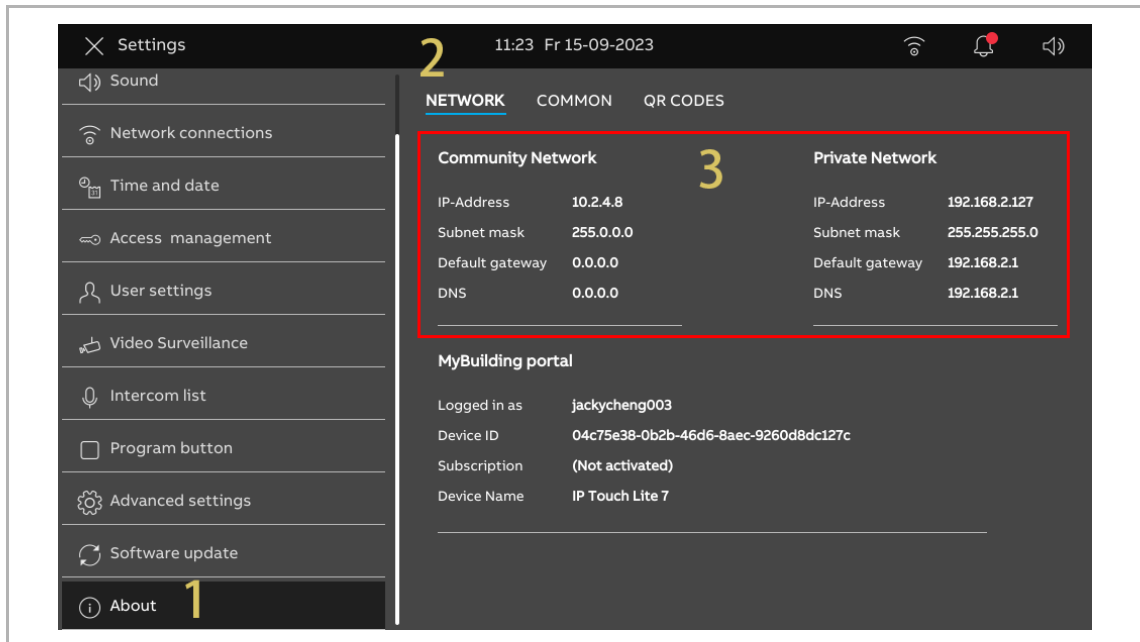 Settings
11:23 Fr 15-09-2023
2
Sound
Network connections
Time and date
Access management
User settings
Video Surveillance
Intercom list
Program button
Advanced settings
Software update
About
1
NETWORK COMMON QR CODES
3
Community Network
IP-Address 10.2.4.8
Subnet mask 255.0.0.0
Default gateway 0.0.0.0
DNS 0.0.0.0
Private Network
IP-Address 192.168.2.127
Subnet mask 255.255.255.0
Default gateway 192.168.2.1
DNS 192.168.2.1
MyBuilding portal
Logged in as jackycheng003
Device ID 04c75e38-0b2b-46d6-8aec-9260d8dc127c
Subscription (Not activated)
Device Name IP Touch Lite 7